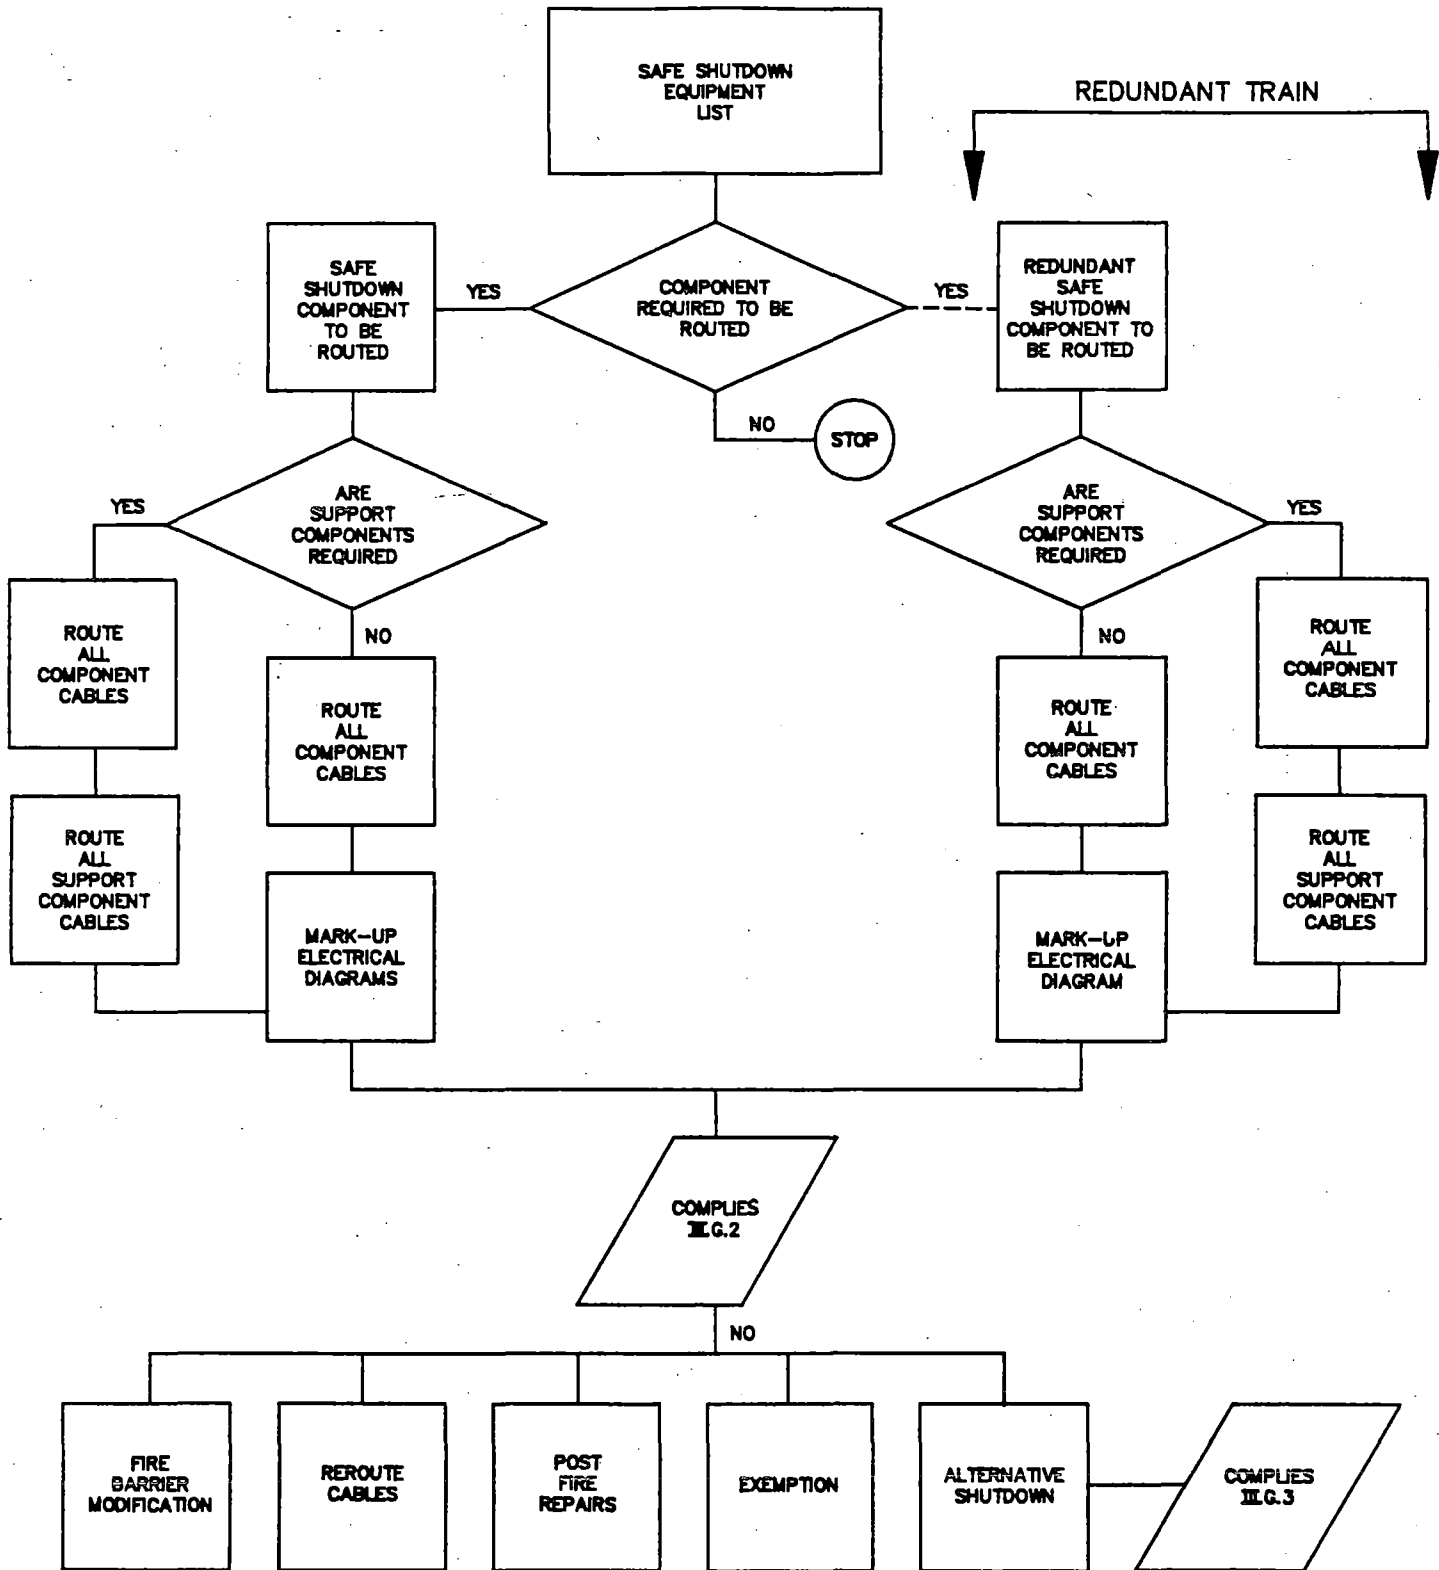 SAFE SHUTDOWN
EQUIPMENT
LIST
REDUNDANT TRAIN
SAFE
SHUTDOWN
COMPONENT
TO BE
ROUTED
YES
COMPONENT
REQUIRED TO BE
ROUTED
YES
REDUNDANT
SAFE
SHUTDOWN
COMPONENT TO
BE ROUTED
NO
STOP
YES
ARE
SUPPORT
COMPONENTS
REQUIRED
ARE
SUPPORT
COMPONENTS
REQUIRED
YES
ROUTE
ALL
COMPONENT
CABLES
NO
ROUTE
ALL
COMPONENT
CABLES
NO
ROUTE
ALL
COMPONENT
CABLES
ROUTE
ALL
COMPONENT
CABLES
ROUTE
ALL
SUPPORT
COMPONENT
CABLES
MARK-UP
ELECTRICAL
DIAGRAMS
MARK-UP
ELECTRICAL
DIAGRAM
ROUTE
ALL
SUPPORT
COMPONENT
CABLES
COMPLIES
III.G.2
NO
FIRE
BARRIER
MODIFICATION
REROUTE
CABLES
POST
FIRE
REPAIRS
EXEMPTION
ALTERNATIVE
SHUTDOWN
COMPLIES
III.G.3